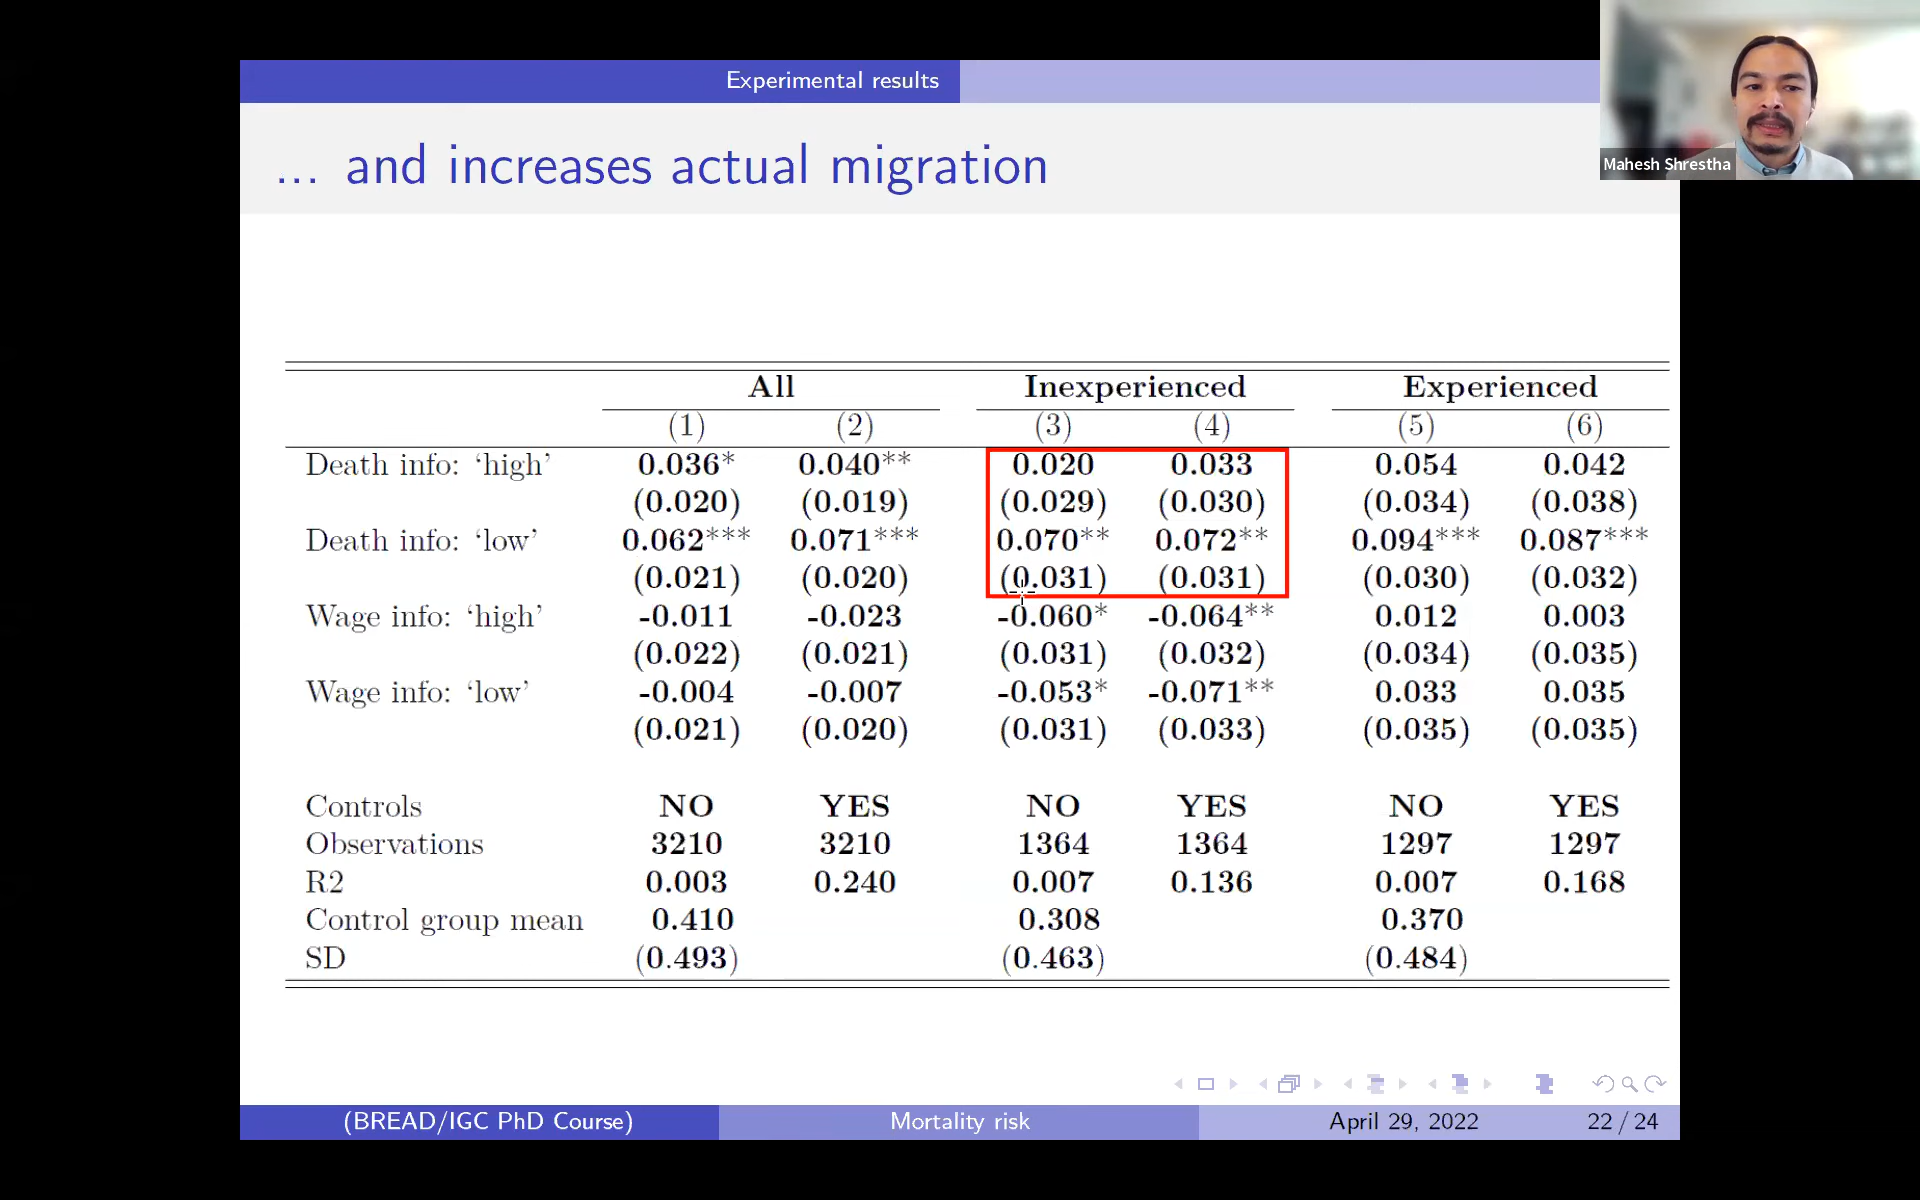 Experimental results
Mahesh Shrestha
... and increases actual migration
All Inexperienced Experienced
(1) (2) (3) (4) (5) (6)
Death info: ‘high’ 0.036* 0.040** 0.020 0.033 0.054 0.042
(0.020) (0.019) (0.029) (0.030) (0.034) (0.038)
Death info: ‘low’ 0.062*** 0.071*** 0.070** 0.072** 0.094*** 0.087***
(0.021) (0.020) (0.031) (0.031) (0.030) (0.032)
Wage info: ‘high’ -0.011 -0.023 -0.060* -0.064** 0.012 0.003
(0.022) (0.021) (0.031) (0.032) (0.034) (0.035)
Wage info: ‘low’ -0.004 -0.007 -0.053* -0.071** 0.033 0.035
(0.021) (0.020) (0.031) (0.033) (0.035) (0.035)
Controls NO YES NO YES NO YES
Observations 3210 3210 1364 1364 1297 1297
R2 0.003 0.240 0.007 0.136 0.007 0.168
Control group mean 0.410 0.308 0.370
SD (0.493) (0.463) (0.484)
(BREAD/IGC PhD Course) Mortality risk April 29, 2022 22 / 24